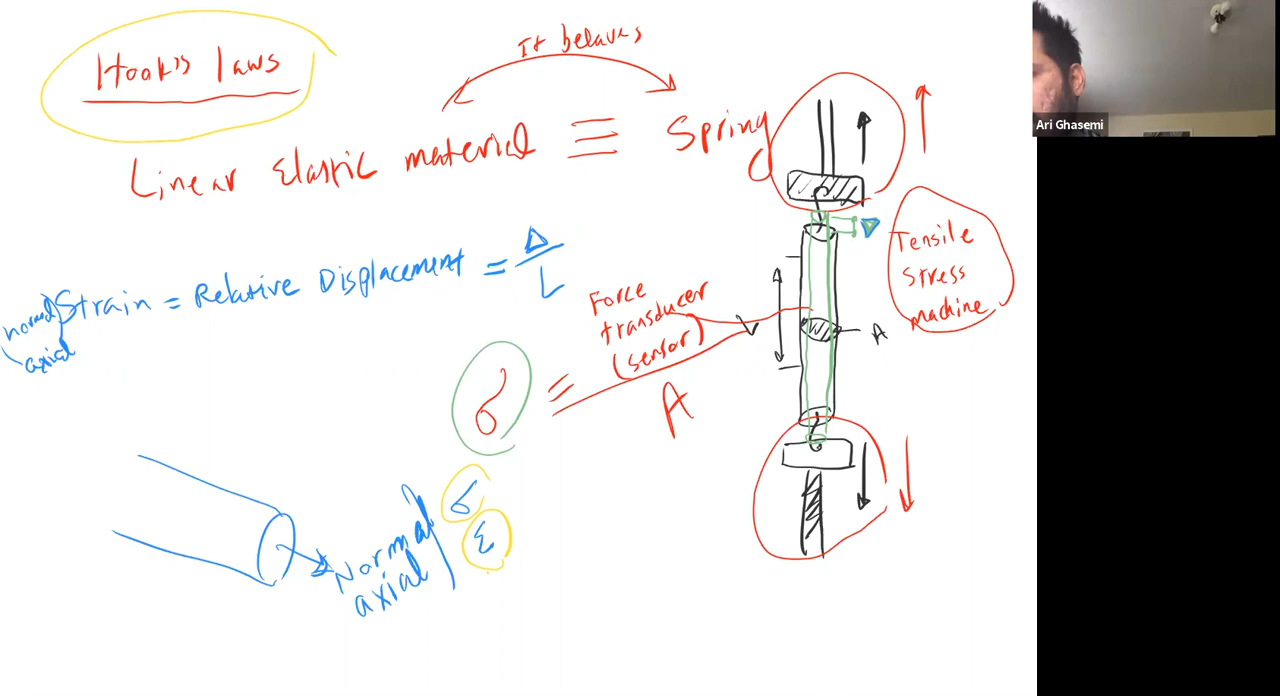 Hook's laws
It behaves
Linear Elastic material ≡ Spring
Ari Ghasemi
Tensile
stress
machine
normal
axial
Strain = Relative Displacement = Δ/L
Force
transducer
(sensor)
A
σ =
A
Normal
axial
σ
ε